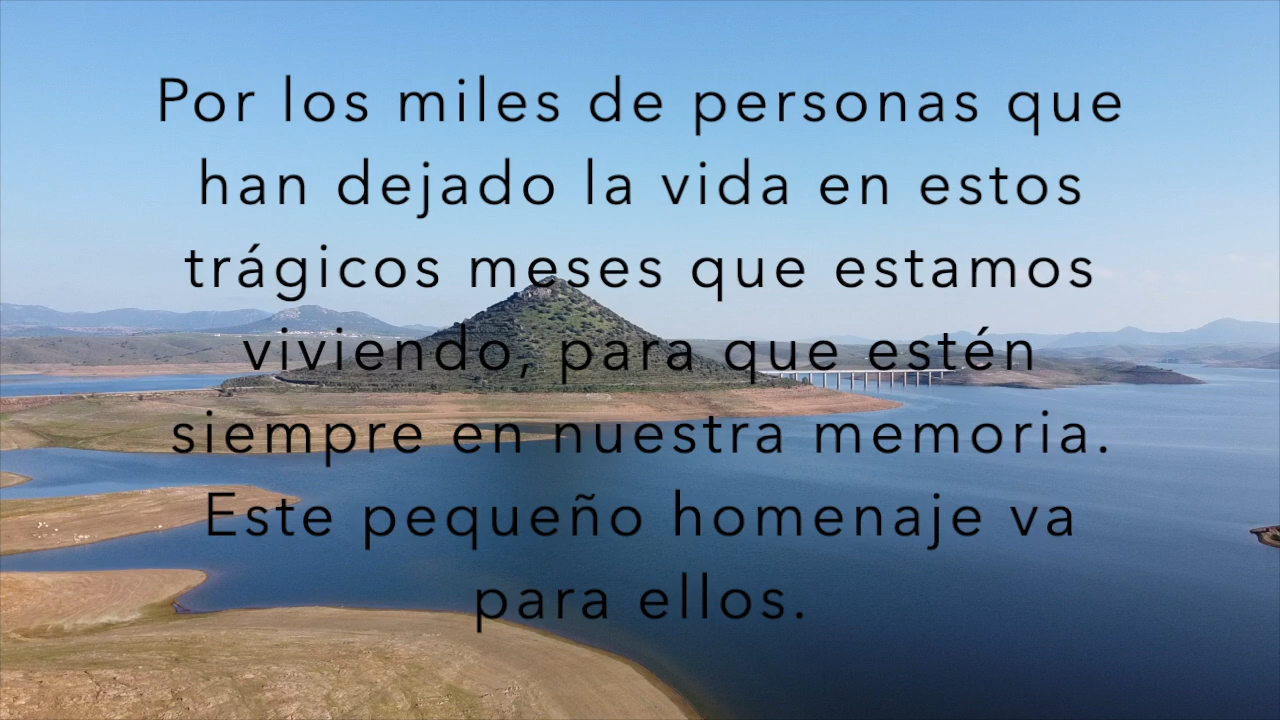 Por los miles de personas que
han dejado la vida en estos
trágicos meses que estamos
viviendo, para que estén
siempre en nuestra memoria.
Este pequeño homenaje va
para ellos.